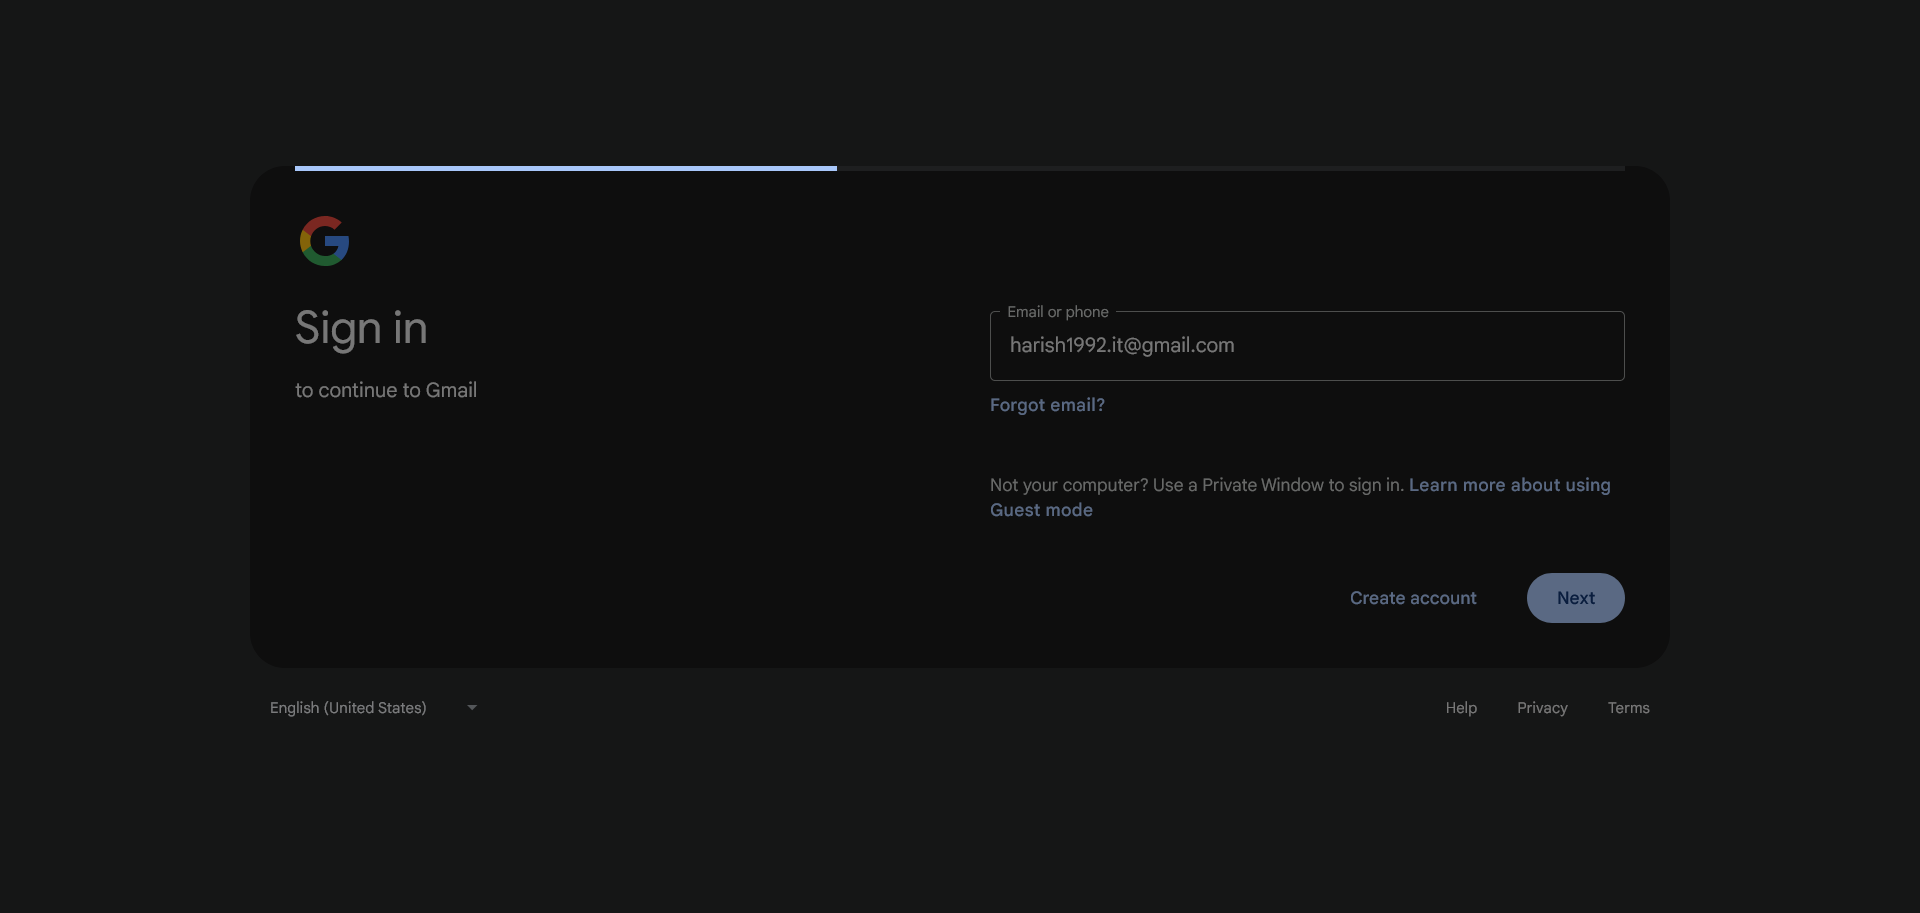 Sign in
to continue to Gmail
Email or phone
harish1992.it@gmail.com
Forgot email?
Not your computer? Use a Private Window to sign in. Learn more about using
Guest mode
Create account
Next
English (United States)
Help
Privacy
Terms